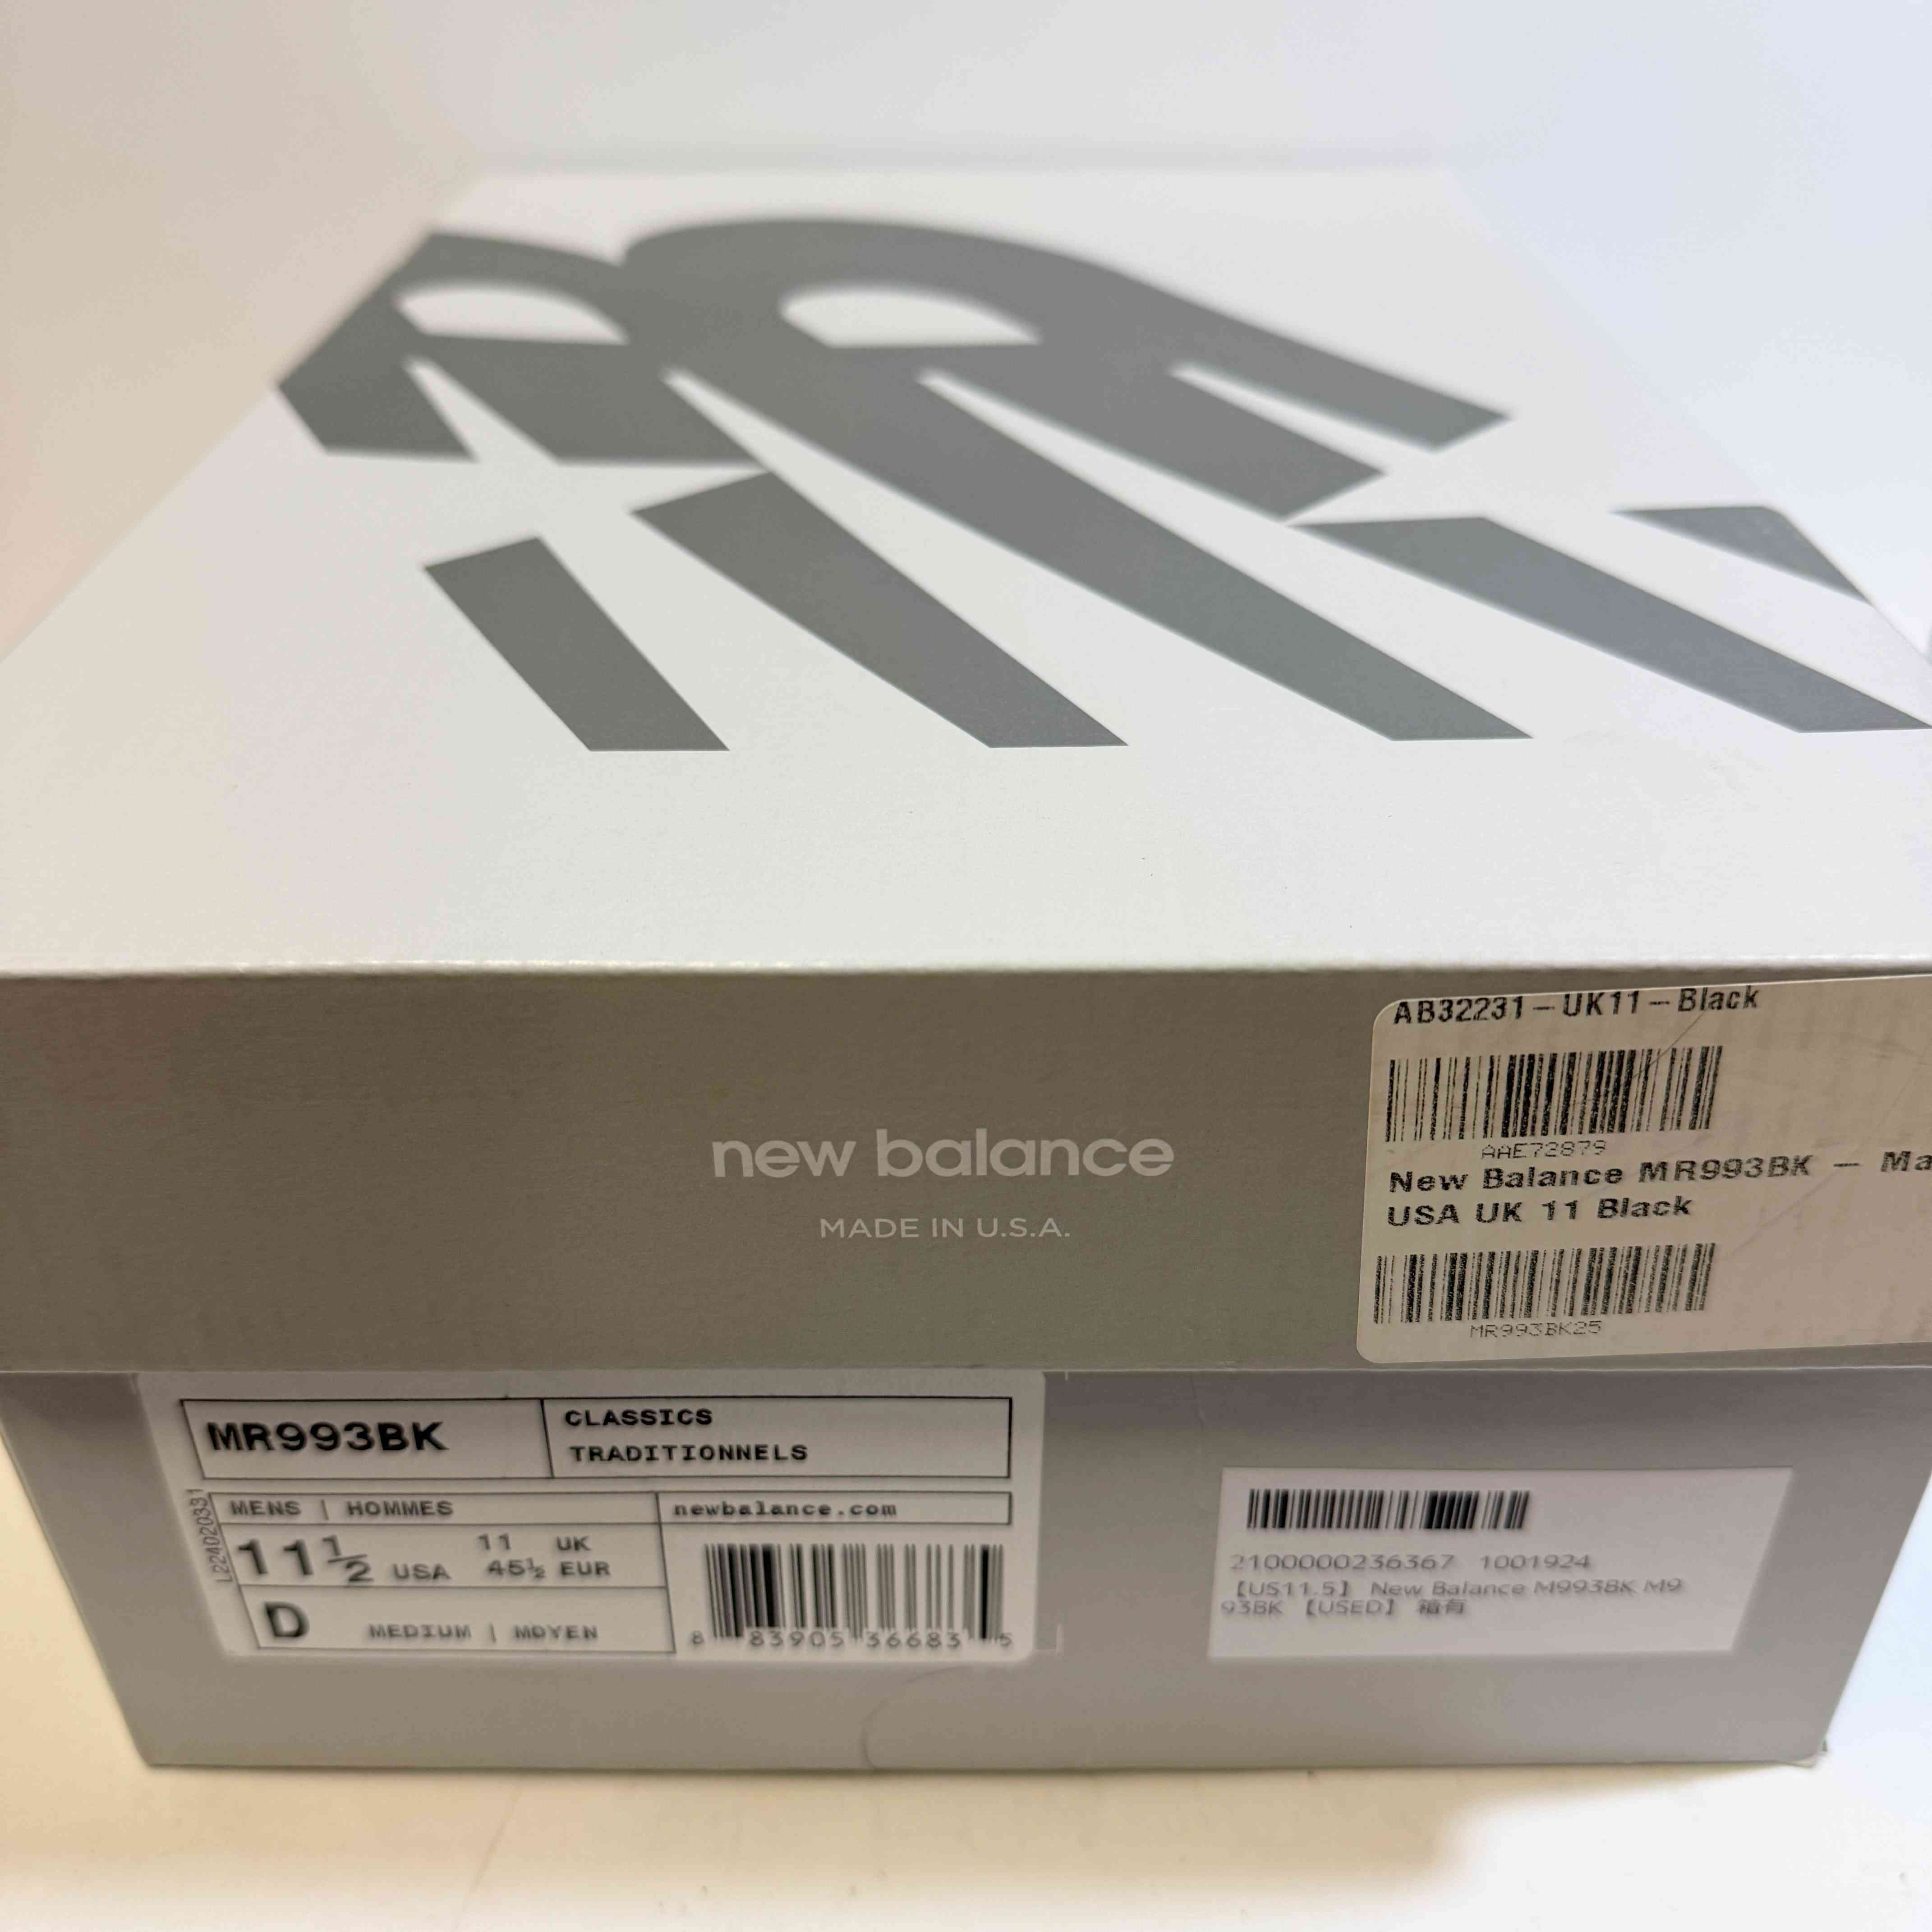 new balance
MADE IN U.S.A.
AB32231-UK11-Black
AAE72879
New Balance MR993BK - Ma
USA UK 11 Black
MR993BK25
MR993BK
CLASSICS
TRADITIONNELS
L224020331
MENS | HOMMES
newbalance.com
11½ USA
11 UK
45½ EUR
D
MEDIUM | MOYEN
8 83905 36683 5
2100000236367 1001924
【US11.5】 New Balance M993BK M9
93BK 【USED】 箱有